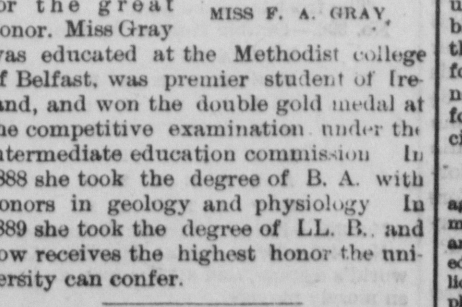 or the great
MISS F. A. GRAY.
onor. Miss Gray
vas educated at the Methodist college
f Belfast, was premier student of Ire-
and, and won the double gold medal at
he competitive examination under the
ntermediate education commission In
888 she took the degree of B. A. with
onors in geology and physiology In
889 she took the degree of LL. B. and
ow receives the highest honor the uni-
ersity can confer.